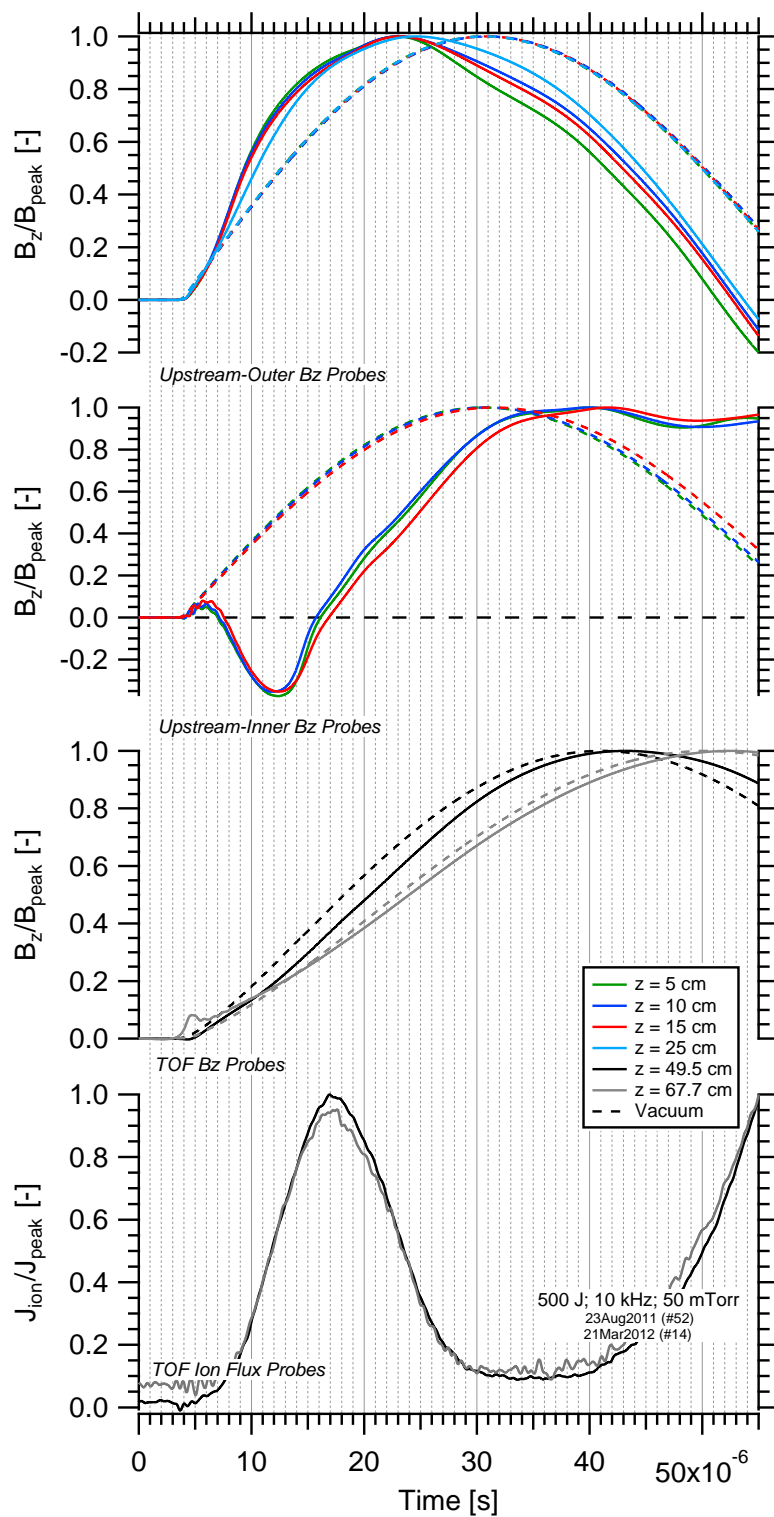 1.0
0.8
0.6
0.4
0.2
0.0
-0.2
Bz/Bpeak [-]
Upstream-Outer Bz Probes
1.0
0.8
0.6
0.4
0.2
0.0
-0.2
Bz/Bpeak [-]
Upstream-Inner Bz Probes
1.0
0.8
0.6
0.4
0.2
0.0
Bz/Bpeak [-]
TOF Bz Probes
z = 5 cm
z = 10 cm
z = 15 cm
z = 25 cm
z = 49.5 cm
z = 67.7 cm
Vacuum
1.0
0.8
0.6
0.4
0.2
0.0
Jion/Jpeak [-]
500 J; 10 kHz; 50 mTorr
23Aug2011 (#52)
21Mar2012 (#14)
TOF Ion Flux Probes
0 10 20 30 40 50x10-6
Time [s]